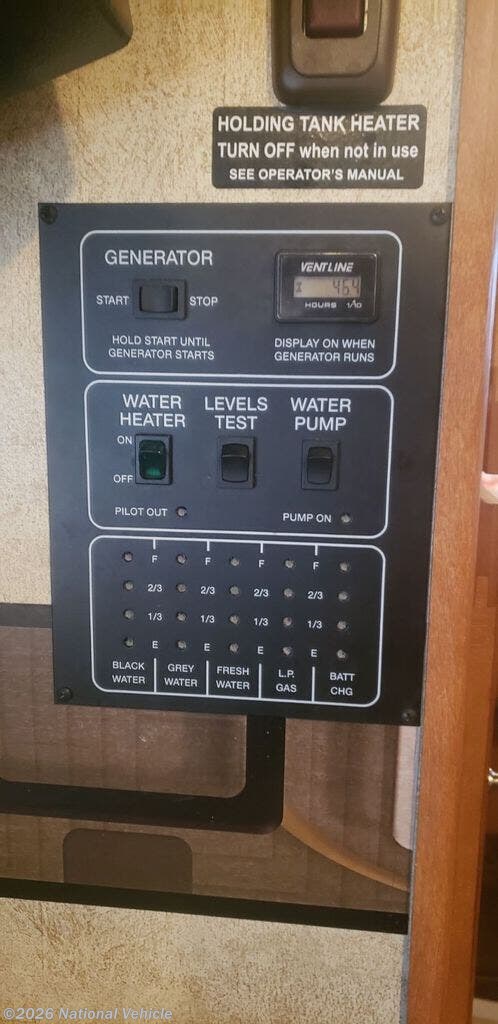 HOLDING TANK HEATER
TURN OFF when not in use
SEE OPERATOR'S MANUAL
GENERATOR
START
STOP
HOLD START UNTIL
GENERATOR STARTS
VENTLINE
HOURS 1/10
DISPLAY ON WHEN
GENERATOR RUNS
WATER
HEATER
ON
OFF
PILOT OUT
LEVELS
TEST
WATER
PUMP
PUMP ON
F F F F
2/3 2/3 2/3 2/3
1/3 1/3 1/3 1/3
E E E E
BLACK
WATER
GREY
WATER
FRESH
WATER
L.P.
GAS
BATT
CHG
©2026 National Vehicle